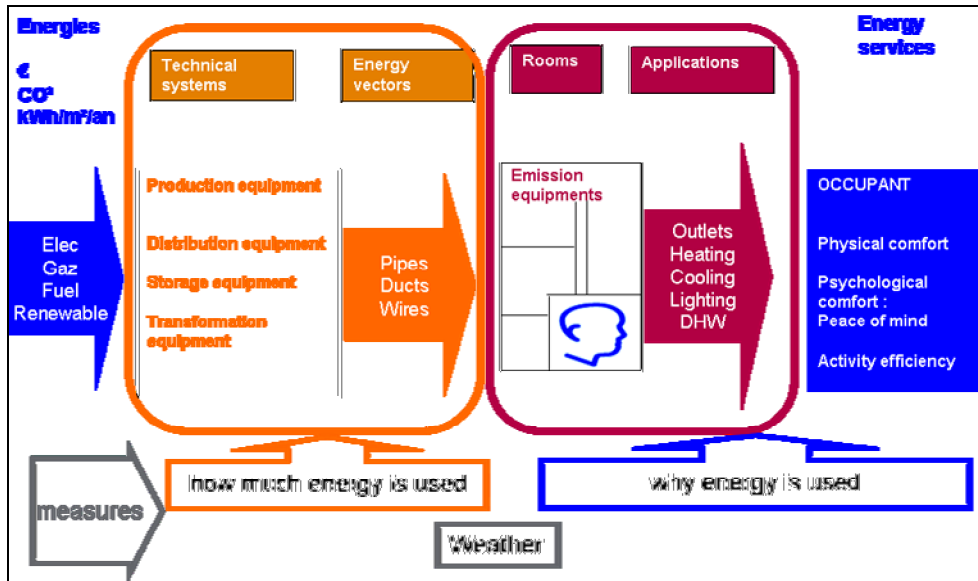 Energies
€
CO²
kWh/m²/an
Technical
systems
Energy
vectors
Rooms
Applications
Energy
services
Elec
Gaz
Fuel
Renewable
Production equipment
Distribution equipment
Storage equipment
Transformation
equipment
Pipes
Ducts
Wires
Emission
equipments
Outlets
Heating
Cooling
Lighting
DHW
OCCUPANT
Physical comfort
Psychological
comfort :
Peace of mind
Activity efficiency
measures
how much energy is used
why energy is used
Weather